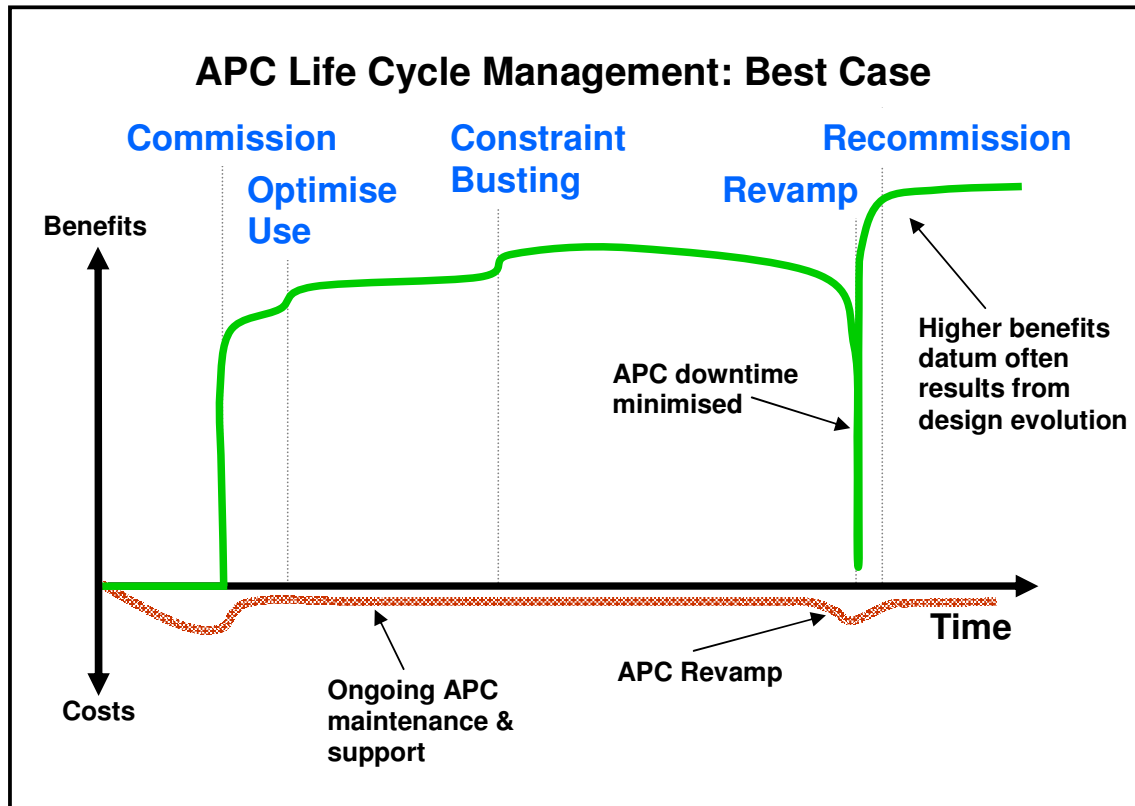 APC Life Cycle Management: Best Case
Commission
Optimise
Use
Constraint
Busting
Recommission
Revamp
Benefits
APC downtime
minimised
Higher benefits
datum often
results from
design evolution
Time
Costs
Ongoing APC
maintenance &
support
APC Revamp